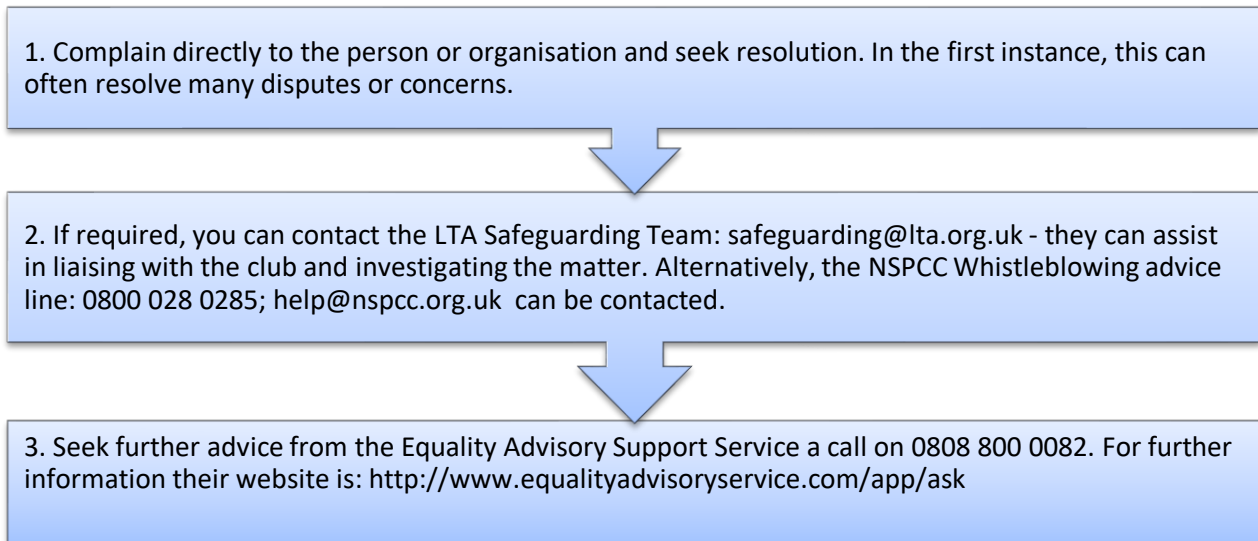 1. Complain directly to the person or organisation and seek resolution. In the first instance, this can
often resolve many disputes or concerns.
2. If required, you can contact the LTA Safeguarding Team: safeguarding@lta.org.uk - they can assist
in liaising with the club and investigating the matter. Alternatively, the NSPCC Whistleblowing advice
line: 0800 028 0285; help@nspcc.org.uk can be contacted.
3. Seek further advice from the Equality Advisory Support Service a call on 0808 800 0082. For further
information their website is: http://www.equalityadvisoryservice.com/app/ask